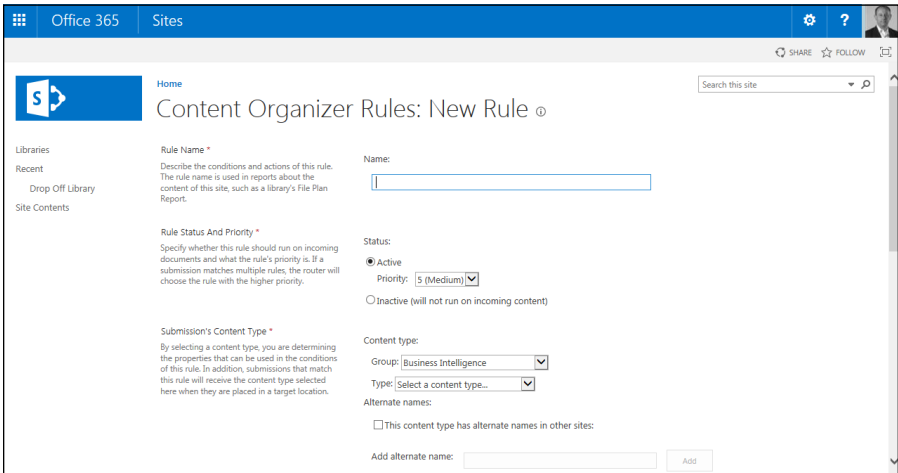 Office 365 Sites ?
SHARE FOLLOW
S
Home
Search this site
Content Organizer Rules: New Rule
Libraries
Recent
Drop Off Library
Site Contents
Rule Name *
Describe the conditions and actions of this rule.
The rule name is used in reports about the
content of this site, such as a library's File Plan
Report.
Name:
Rule Status And Priority *
Specify whether this rule should run on incoming
documents and what the rule's priority is. If a
submission matches multiple rules, the router will
choose the rule with the higher priority.
Status:
Active
Priority: 5 (Medium)
Inactive (will not run on incoming content)
Submission's Content Type *
By selecting a content type, you are determining
the properties that can be used in the conditions
of this rule. In addition, submissions that match
this rule will receive the content type selected
here when they are placed in a target location.
Content type:
Group: Business Intelligence
Type: Select a content type...
Alternate names:
This content type has alternate names in other sites:
Add alternate name: Add